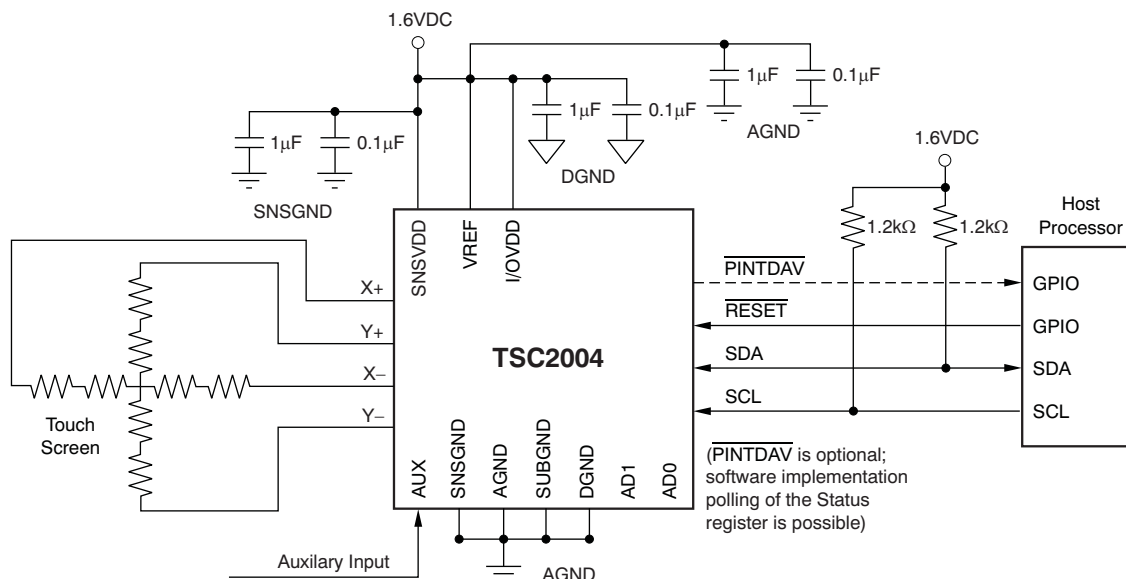 1.6VDC
1µF
0.1µF
AGND
1µF
0.1µF
SNSGND
1µF
0.1µF
DGND
1.6VDC
1.2kΩ
1.2kΩ
Host
Processor
SNSVDD
VREF
I/OVDD
X+
Y+
X−
Y−
Touch
Screen
TSC2004
PINTDAV
RESET
SDA
SCL
GPIO
GPIO
SDA
SCL
AUX
SNSGND
AGND
SUBGND
DGND
AD1
AD0
(PINTDAV is optional;
software implementation
polling of the Status
register is possible)
Auxilary Input
AGND